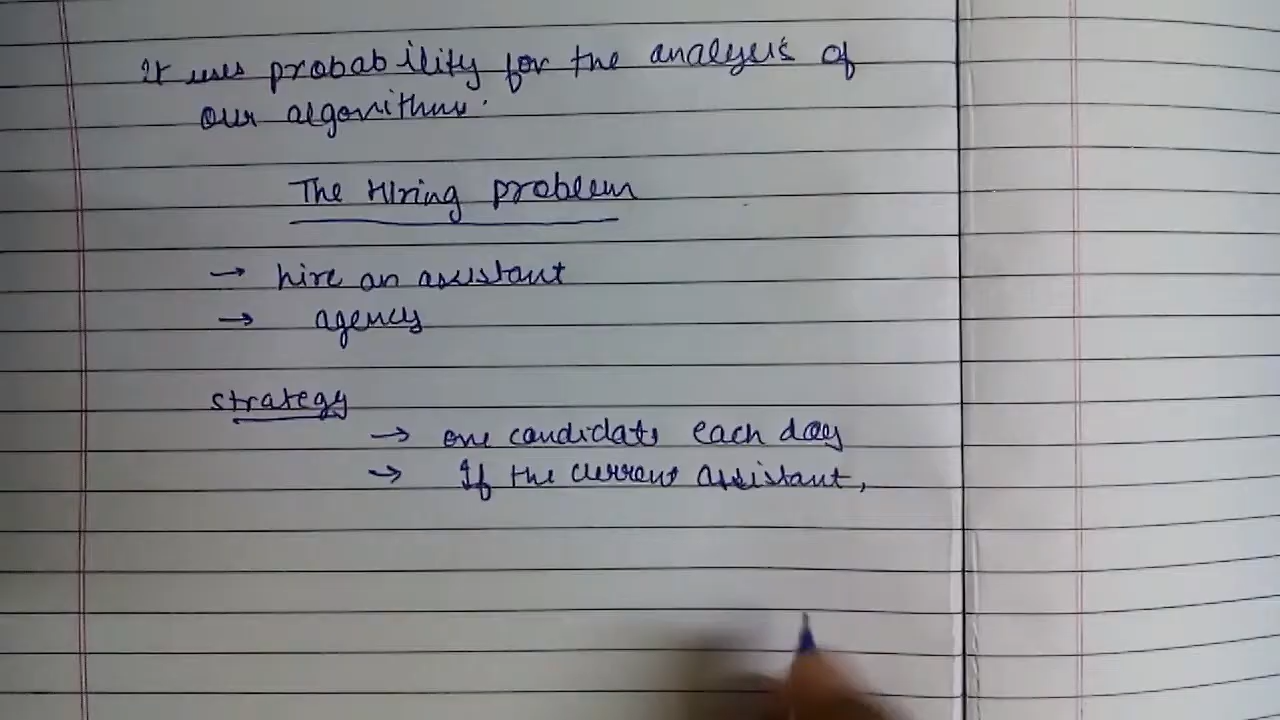 It uses probability for the analysis of
our algorithms.
The Hiring problem
→ hire an assistant
→ agency
strategy
→ one candidate each day
→ If the current assistant,